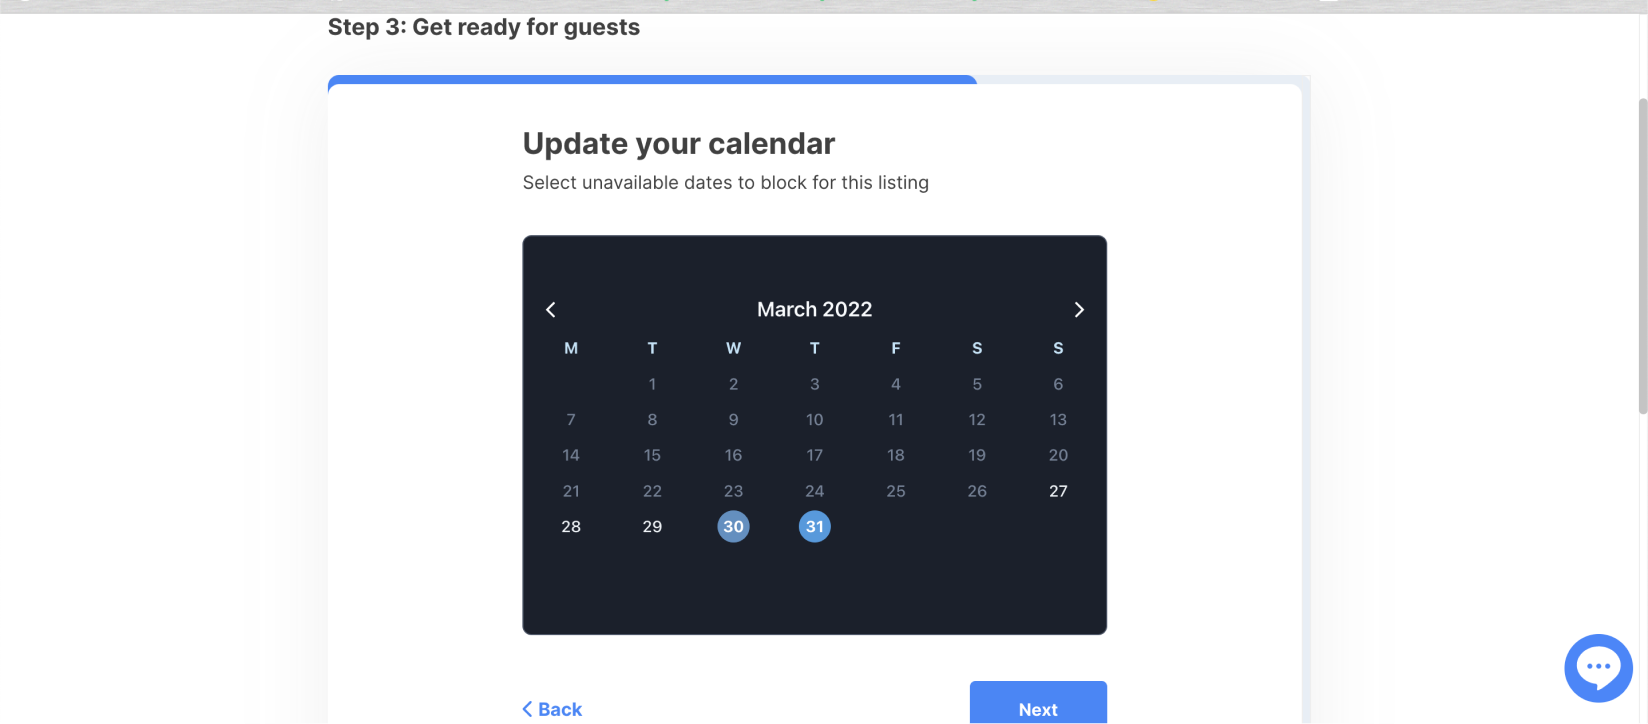 Step 3: Get ready for guests
Update your calendar
Select unavailable dates to block for this listing
March 2022
M T W T F S S
1 2 3 4 5 6
7 8 9 10 11 12 13
14 15 16 17 18 19 20
21 22 23 24 25 26 27
28 29 30 31
Back Next